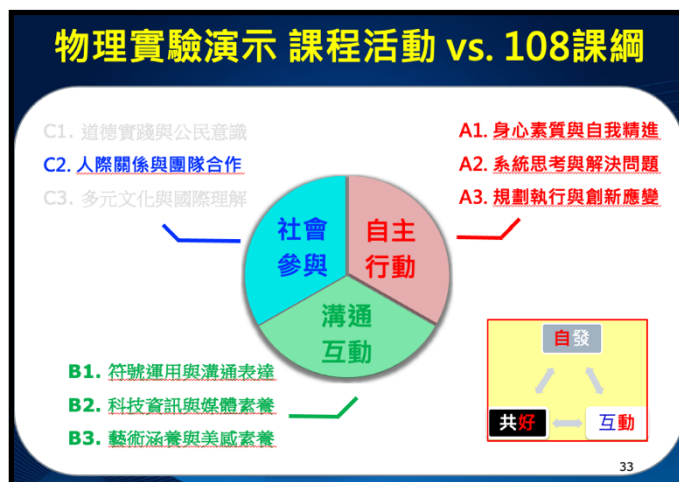 物理實驗演示 課程活動 vs. 108課綱
C1. 道德實踐與公民意識
C2. 人際關係與團隊合作
C3. 多元文化與國際理解
A1. 身心素質與自我精進
A2. 系統思考與解決問題
A3. 規劃執行與創新應變
社會
參與
自主
行動
溝通
互動
B1. 符號運用與溝通表達
B2. 科技資訊與媒體素養
B3. 藝術涵養與美感素養
自發
共好
互動
33